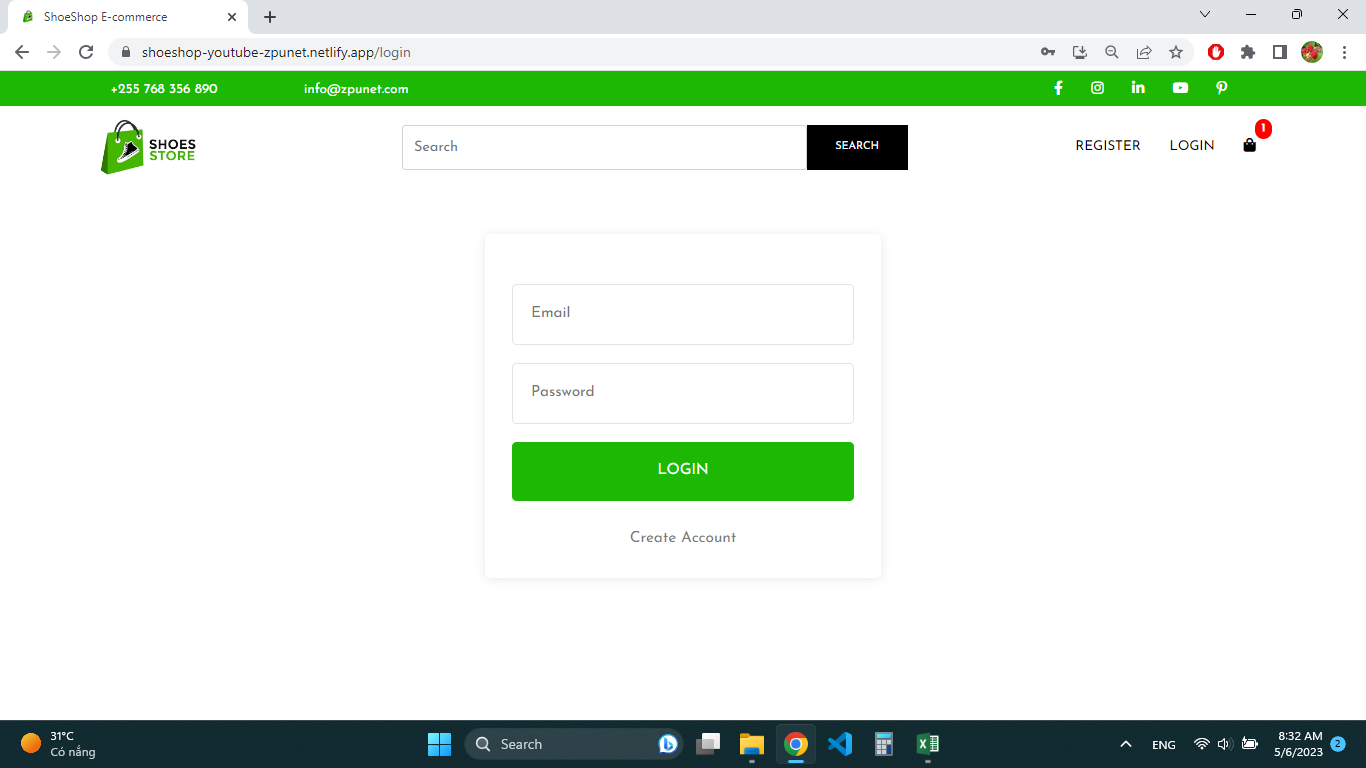 ShoeShop E-commerce
shoeshop-youtube-zpunet.netlify.app/login
+255 768 356 890 info@zpunet.com
SHOES
STORE
Search SEARCH REGISTER LOGIN 1
Email
Password
LOGIN
Create Account
31°C
Có nắng
Search
ENG
8:32 AM
5/6/2023
2